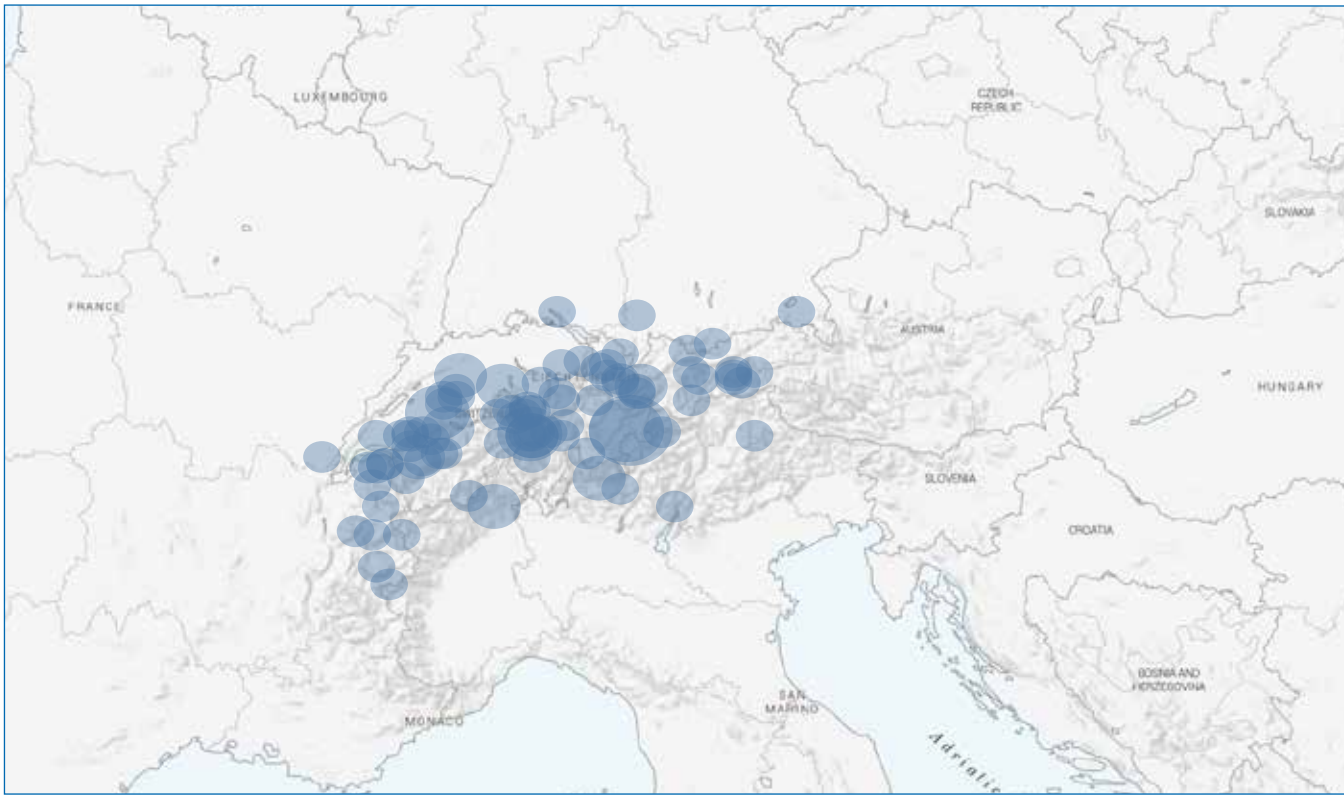 LUXEMBOURG
CZECH
REPUBLIC
SLOVAKIA
FRANCE
AUSTRIA
HUNGARY
SLOVENIA
CROATIA
BOSNIA AND
HERZEGOVINA
SAN
MARINO
MONACO
Adriatic